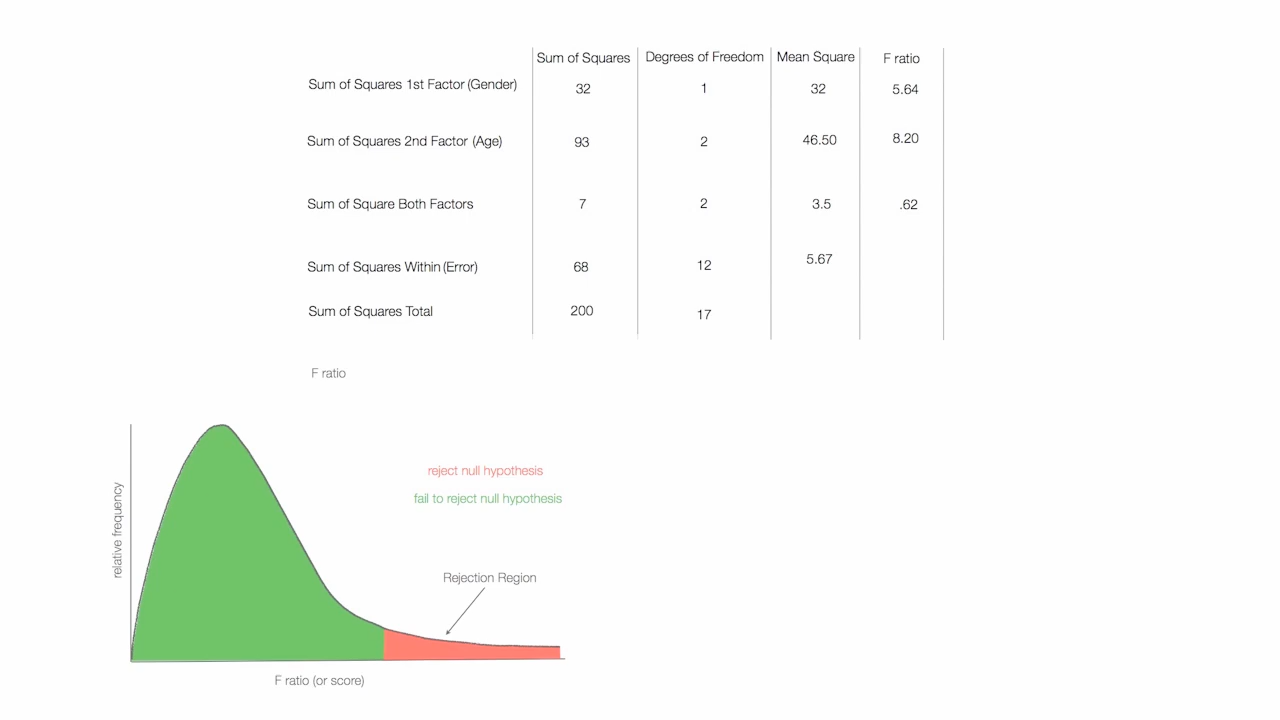 Sum of Squares Degrees of Freedom Mean Square F ratio
Sum of Squares 1st Factor (Gender) 32 1 32 5.64
Sum of Squares 2nd Factor (Age) 93 2 46.50 8.20
Sum of Square Both Factors 7 2 3.5 .62
Sum of Squares Within (Error) 68 12 5.67
Sum of Squares Total 200 17
F ratio
reject null hypothesis
fail to reject null hypothesis
relative frequency
Rejection Region
F ratio (or score)